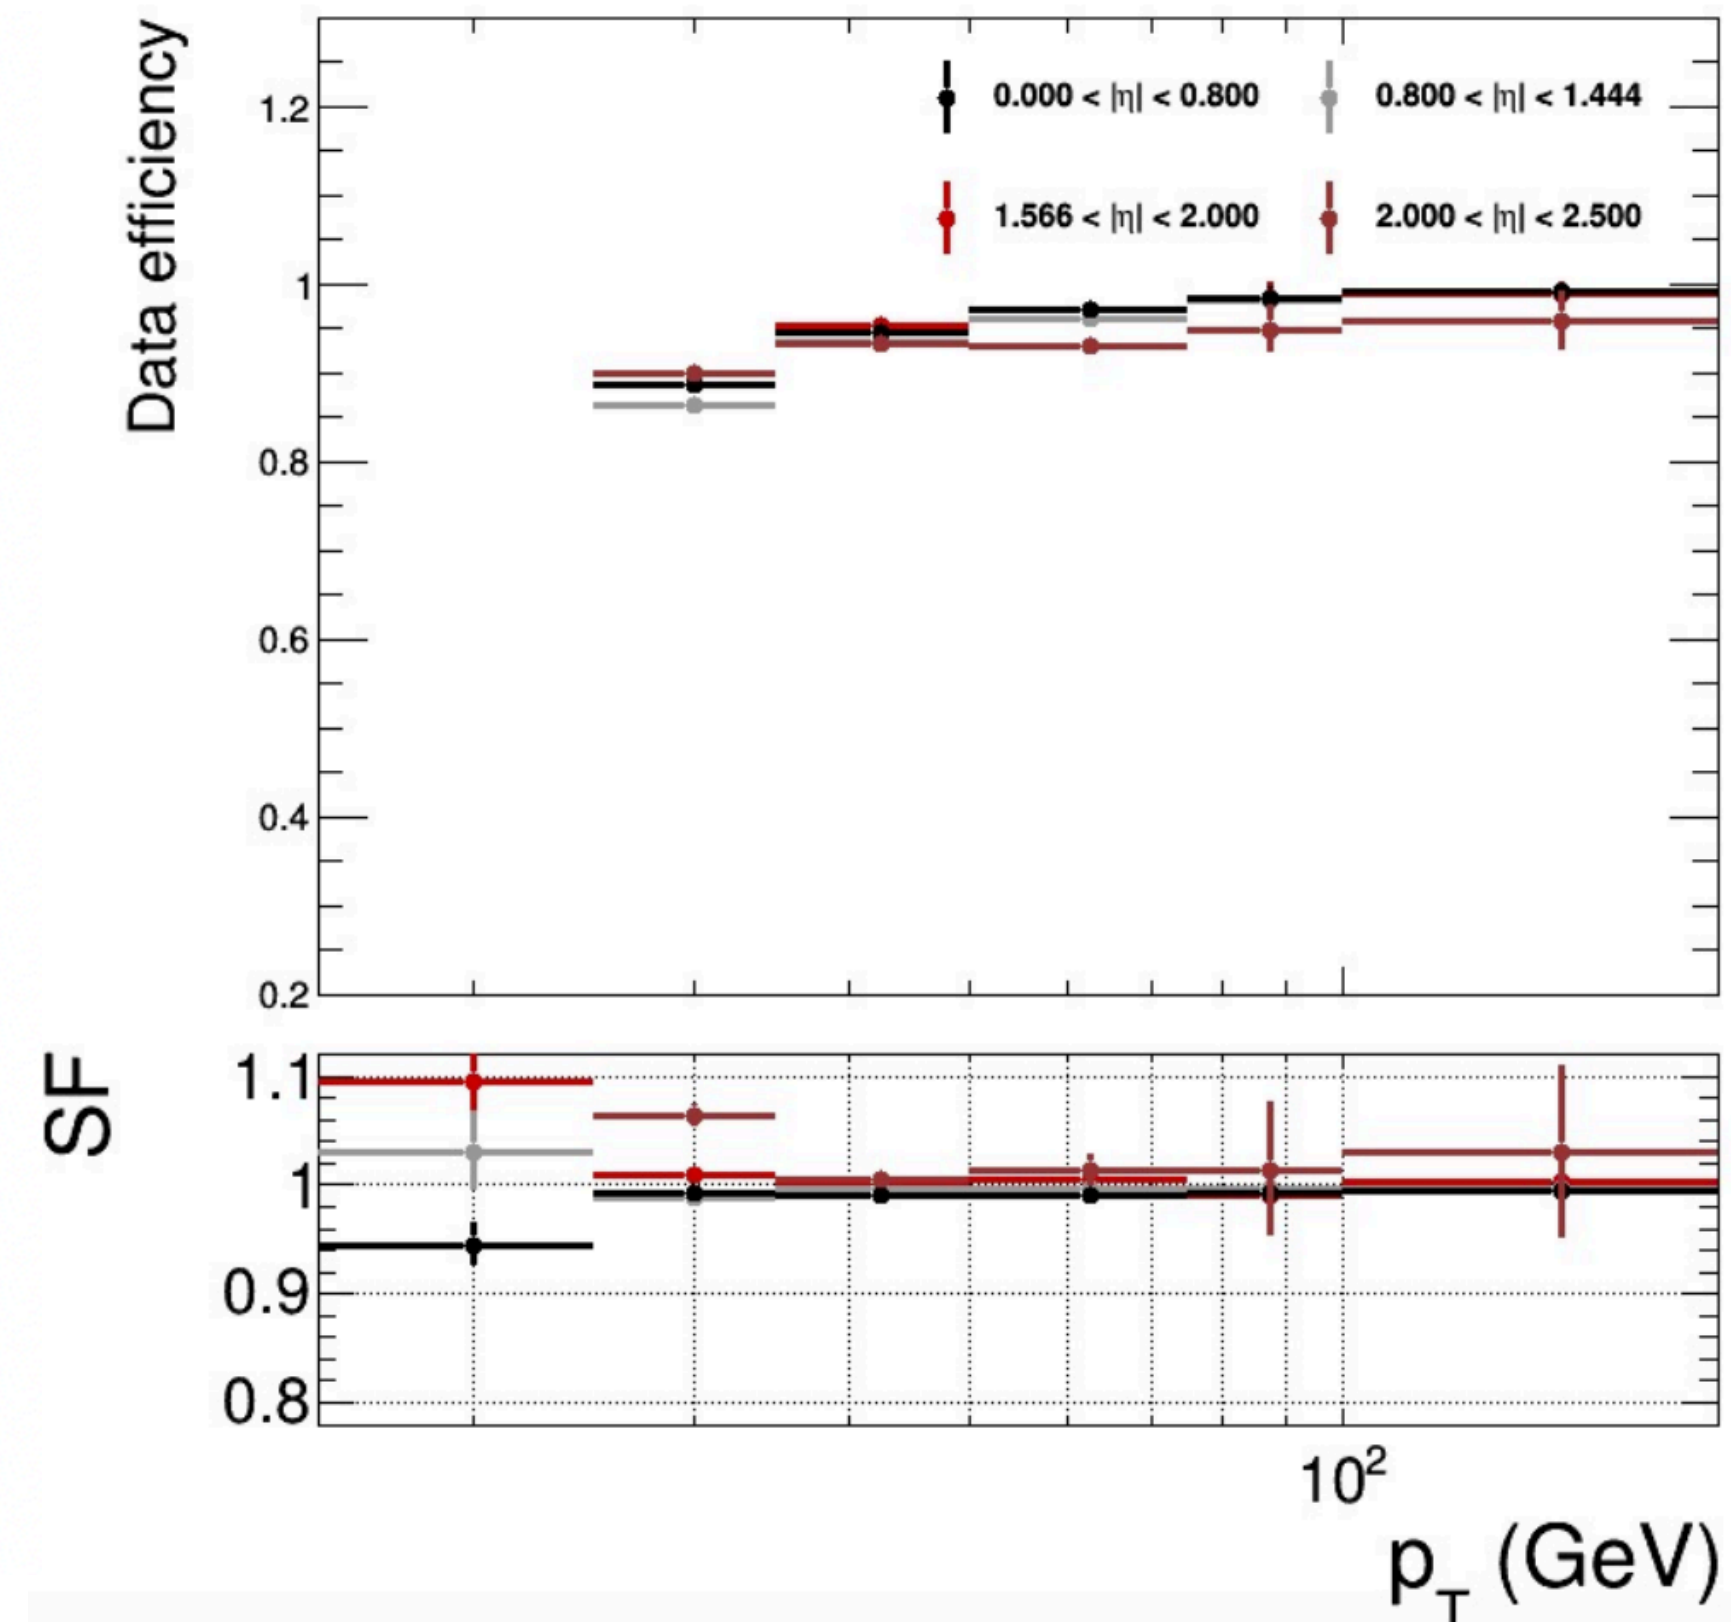 Data efficiency
0.000 < |η| < 0.800
0.800 < |η| < 1.444
1.566 < |η| < 2.000
2.000 < |η| < 2.500
1.2
1
0.8
0.6
0.4
0.2
SF
1.1
1
0.9
0.8
10²
p_T (GeV)